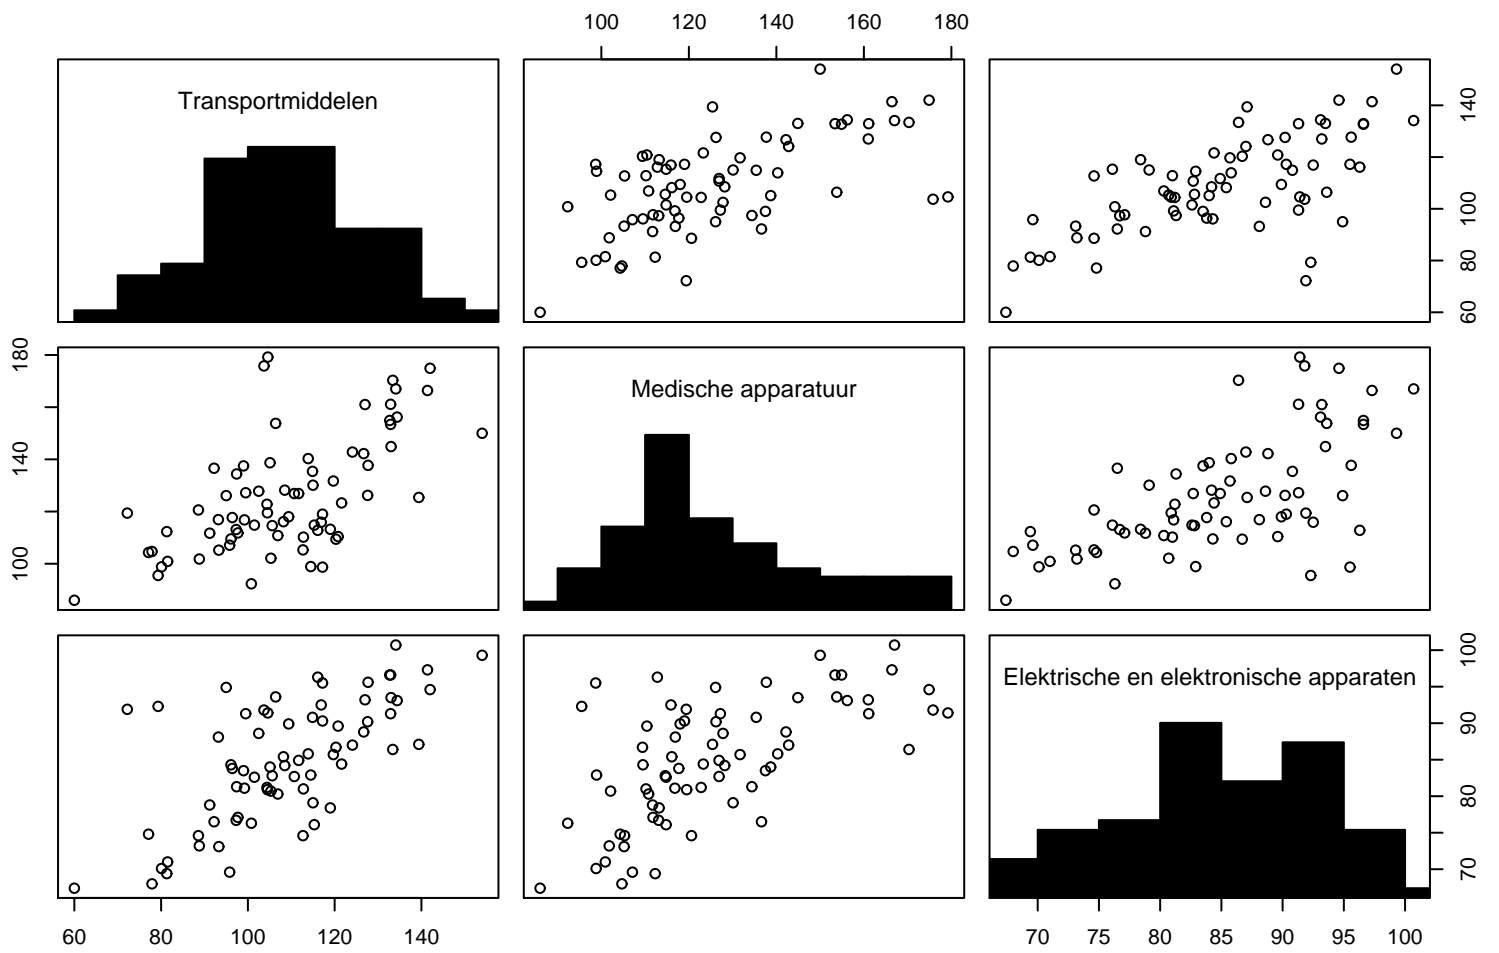 100 120 140 160 180
Transportmiddelen
60 80 100 140
100 140 180
Medische apparatuur
Elektrische en elektronische apparaten
70 80 90 100
60 80 100 120 140
70 75 80 85 90 95 100